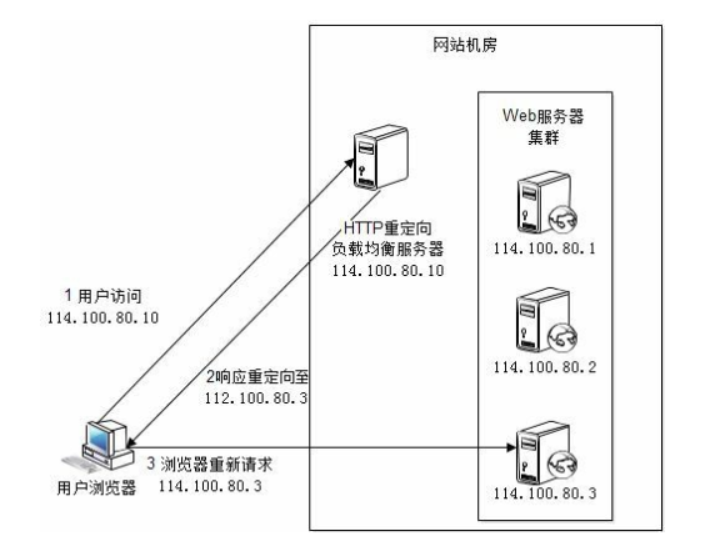 网站机房
Web服务器
集群
114.100.80.1
HTTP重定向
负载均衡服务器
114.100.80.10
1 用户访问
114.100.80.10
114.100.80.2
2响应重定向至
112.100.80.3
3 浏览器重新请求
114.100.80.3
用户浏览器
114.100.80.3